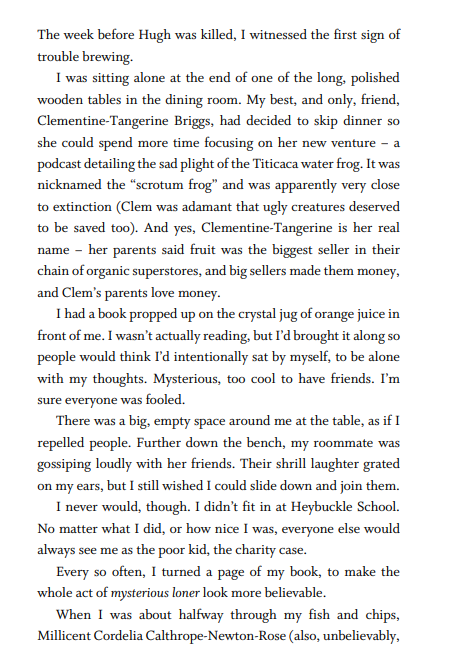 The week before Hugh was killed, I witnessed the first sign of
trouble brewing.
I was sitting alone at the end of one of the long, polished
wooden tables in the dining room. My best, and only, friend,
Clementine-Tangerine Briggs, had decided to skip dinner so
she could spend more time focusing on her new venture – a
podcast detailing the sad plight of the Titicaca water frog. It was
nicknamed the “scrotum frog” and was apparently very close
to extinction (Clem was adamant that ugly creatures deserved
to be saved too). And yes, Clementine-Tangerine is her real
name – her parents said fruit was the biggest seller in their
chain of organic superstores, and big sellers made them money,
and Clem’s parents love money.
I had a book propped up on the crystal jug of orange juice in
front of me. I wasn’t actually reading, but I’d brought it along so
people would think I’d intentionally sat by myself, to be alone
with my thoughts. Mysterious, too cool to have friends. I’m
sure everyone was fooled.
There was a big, empty space around me at the table, as if I
repelled people. Further down the bench, my roommate was
gossiping loudly with her friends. Their shrill laughter grated
on my ears, but I still wished I could slide down and join them.
I never would, though. I didn’t fit in at Heybuckle School.
No matter what I did, or how nice I was, everyone else would
always see me as the poor kid, the charity case.
Every so often, I turned a page of my book, to make the
whole act of mysterious loner look more believable.
When I was about halfway through my fish and chips,
Millicent Cordelia Calthrope-Newton-Rose (also, unbelievably,